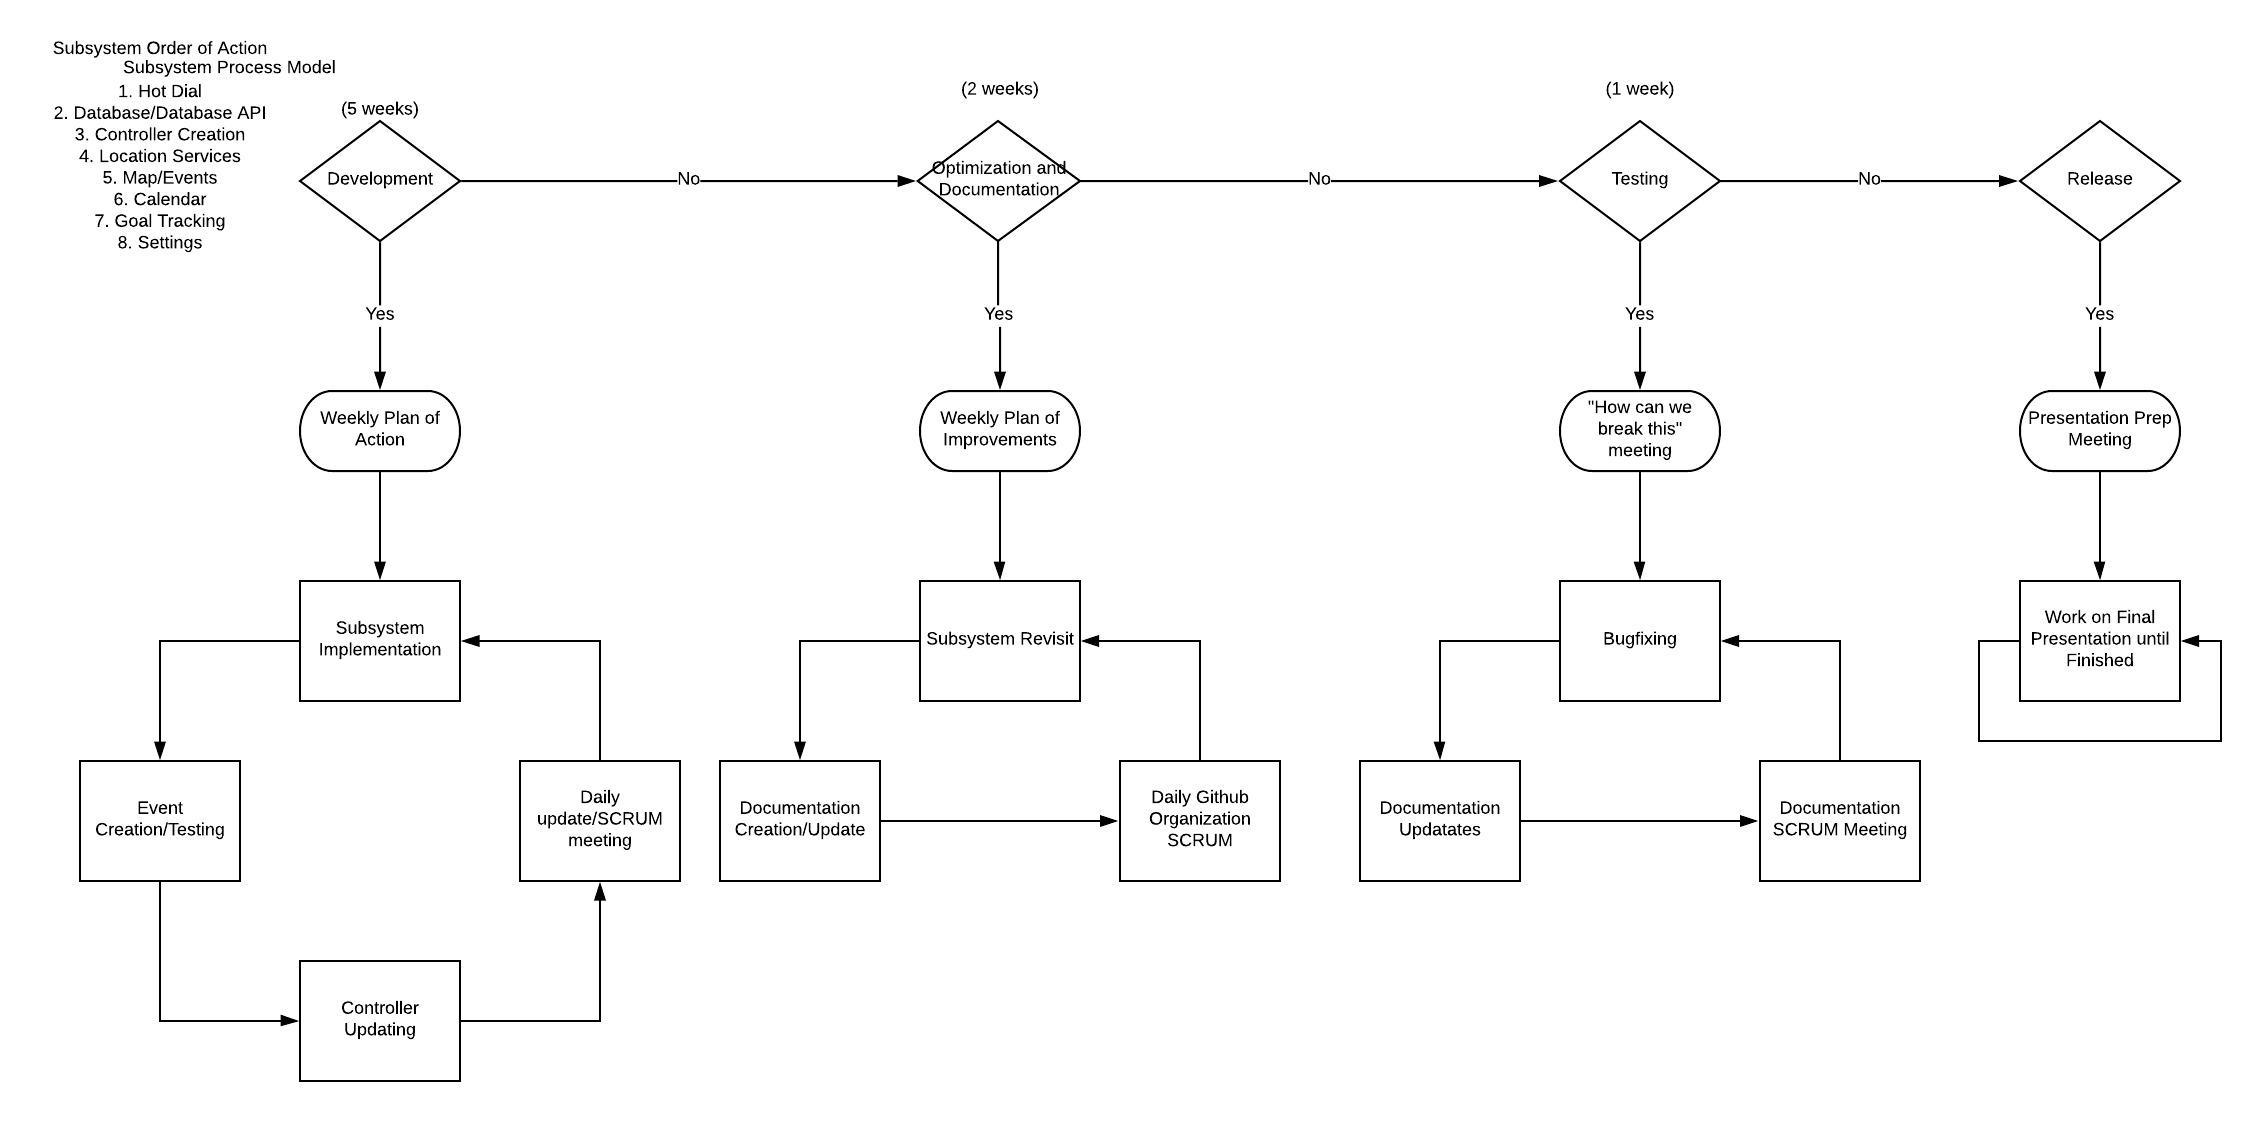 Subsystem Order of Action
Subsystem Process Model
1. Hot Dial
2. Database/Database API
3. Controller Creation
4. Location Services
5. Map/Events
6. Calendar
7. Goal Tracking
8. Settings
(5 weeks)
(2 weeks)
(1 week)
Development
No
Optimization and
Documentation
No
Testing
No
Release
Yes
Yes
Yes
Yes
Weekly Plan of
Action
Weekly Plan of
Improvements
"How can we
break this"
meeting
Presentation Prep
Meeting
Subsystem
Implementation
Subsystem Revisit
Bugfixing
Work on Final
Presentation until
Finished
Event
Creation/Testing
Daily
update/SCRUM
meeting
Documentation
Creation/Update
Daily Github
Organization
SCRUM
Documentation
Updatates
Documentation
SCRUM Meeting
Controller
Updating